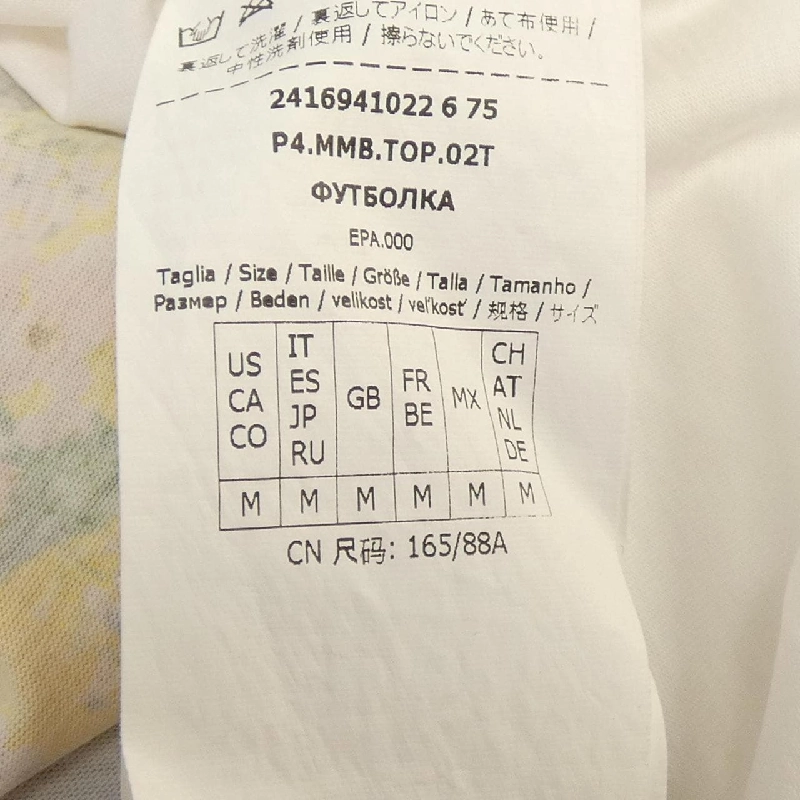 裏返して洗濯 / 裏返してアイロン / あて布使用 /
中性洗剤使用 / 擦らないでください。
2416941022 6 75
P4.MMB.TOP.02T
ФУТБОЛКА
EPA.000
Taglia / Size / Taille / Größe / Talla / Tamanho /
Размер / Beden / velikost / veľkosť / 规格 / サイズ
US CA CO
IT ES JP RU
GB
FR BE
MX
CH AT NL DE
M M M M M M
CN 尺码: 165/88A